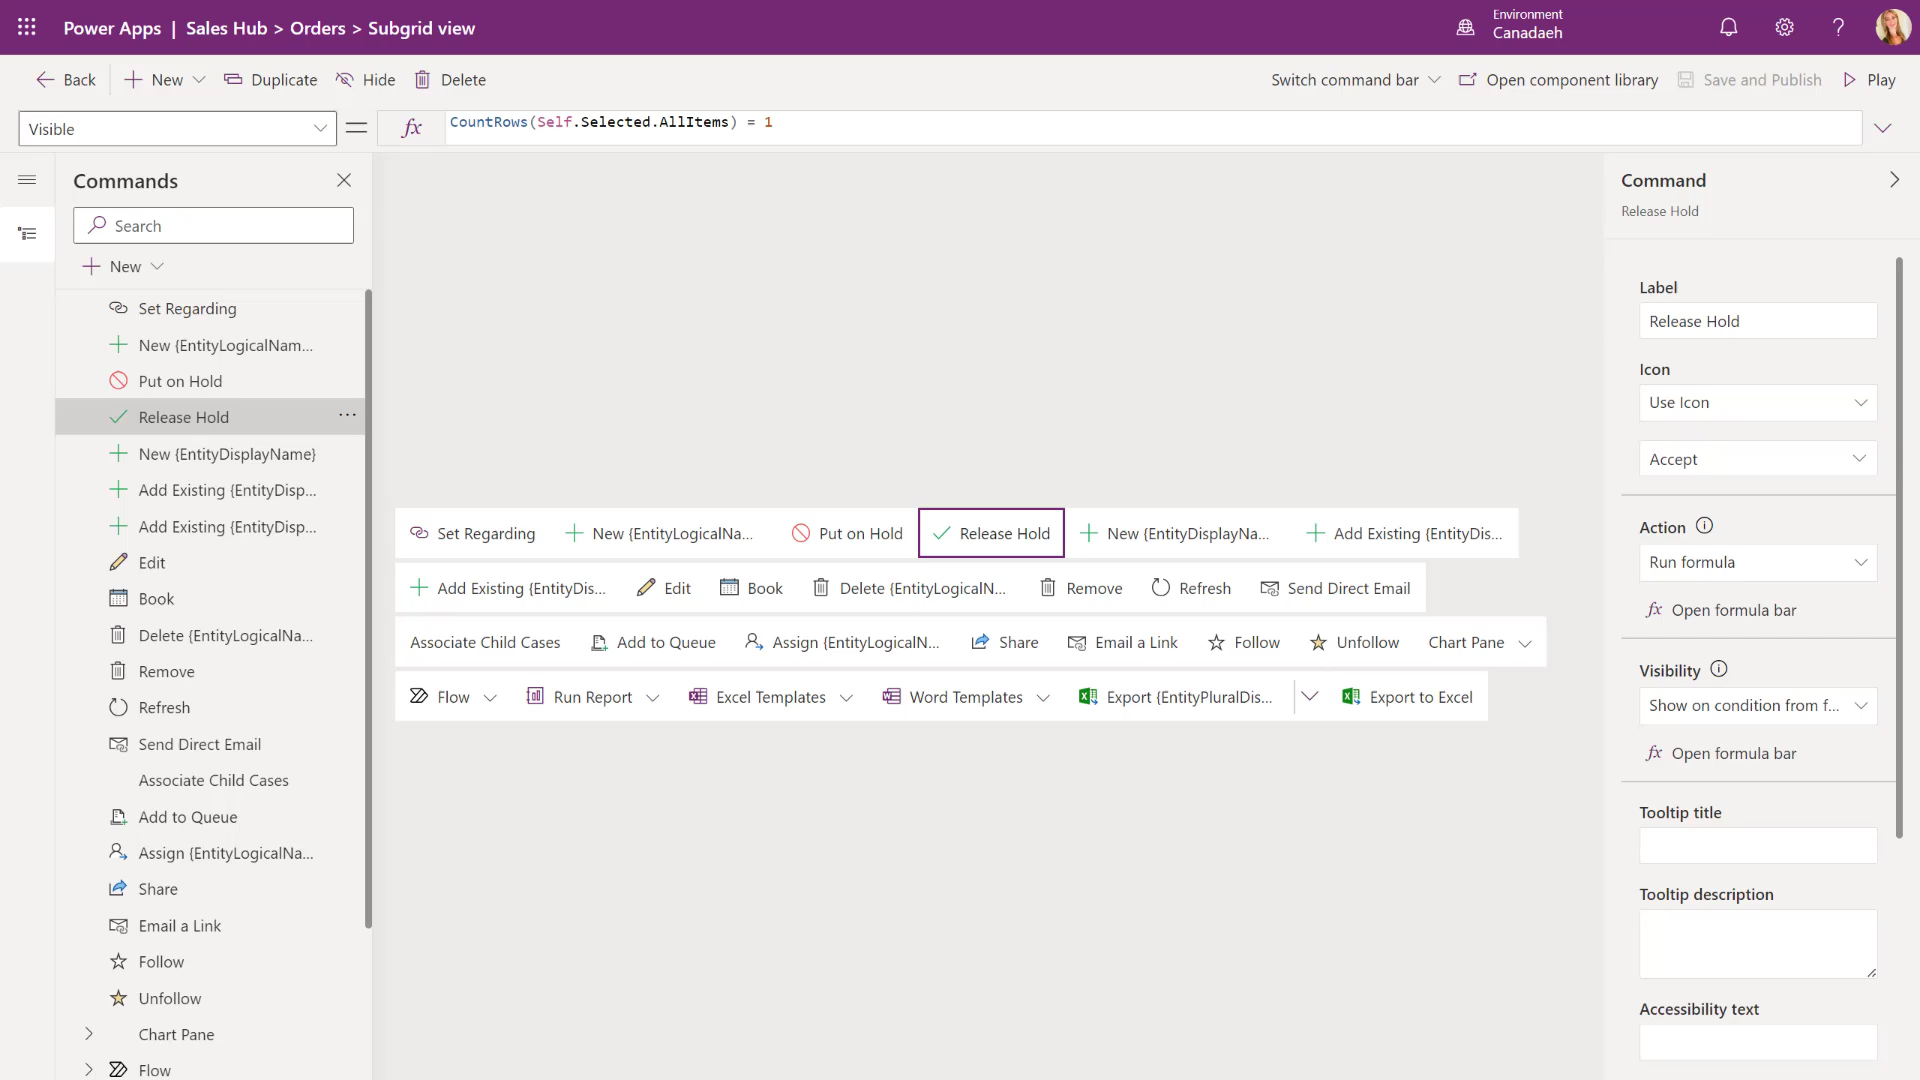 Power Apps | Sales Hub > Orders > Subgrid view
Environment
Canadaeh
?
Back
New
Duplicate
Hide
Delete
Switch command bar
Open component library
Save and Publish
Play
Visible
=
fx
CountRows(Self.Selected.AllItems) = 1
Commands
Search
New
Set Regarding
New {EntityLogicalNam...
Put on Hold
Release Hold
...
New {EntityDisplayName}
Add Existing {EntityDisp...
Add Existing {EntityDisp...
Edit
Book
Delete {EntityLogicalNa...
Remove
Refresh
Send Direct Email
Associate Child Cases
Add to Queue
Assign {EntityLogicalNa...
Share
Email a Link
Follow
Unfollow
Chart Pane
Flow
Set Regarding
New {EntityLogicalNa...
Put on Hold
Release Hold
New {EntityDisplayNa...
Add Existing {EntityDis...
Add Existing {EntityDis...
Edit
Book
Delete {EntityLogicalN...
Remove
Refresh
Send Direct Email
Associate Child Cases
Add to Queue
Assign {EntityLogicalN...
Share
Email a Link
Follow
Unfollow
Chart Pane
Flow
Run Report
Excel Templates
Word Templates
Export {EntityPluralDis...
Export to Excel
Command
Release Hold
Label
Release Hold
Icon
Use Icon
Accept
Action
Run formula
fx Open formula bar
Visibility
Show on condition from f...
fx Open formula bar
Tooltip title
Tooltip description
Accessibility text